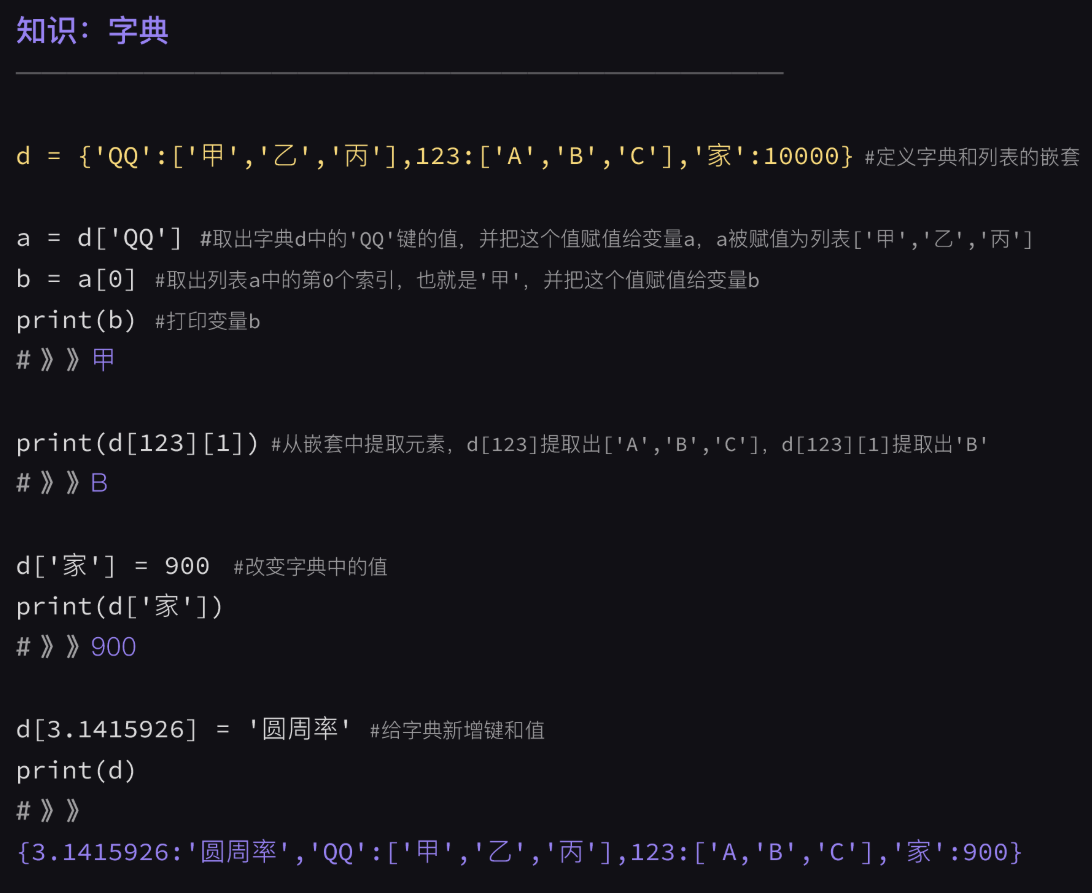 知识：字典
d = {'QQ':['甲','乙','丙'],123:['A','B','C'],'家':10000} #定义字典和列表的嵌套
a = d['QQ'] #取出字典d中的'QQ'键的值，并把这个值赋值给变量a，a被赋值为列表['甲','乙','丙']
b = a[0] #取出列表a中的第0个索引，也就是'甲'，并把这个值赋值给变量b
print(b) #打印变量b
#》》甲
print(d[123][1]) #从嵌套中提取元素，d[123]提取出['A','B','C']，d[123][1]提取出'B'
#》》B
d['家'] = 900 #改变字典中的值
print(d['家'])
#》》900
d[3.1415926] = '圆周率' #给字典新增键和值
print(d)
#》》
{3.1415926:'圆周率','QQ':['甲','乙','丙'],123:['A,'B','C'],'家':900}